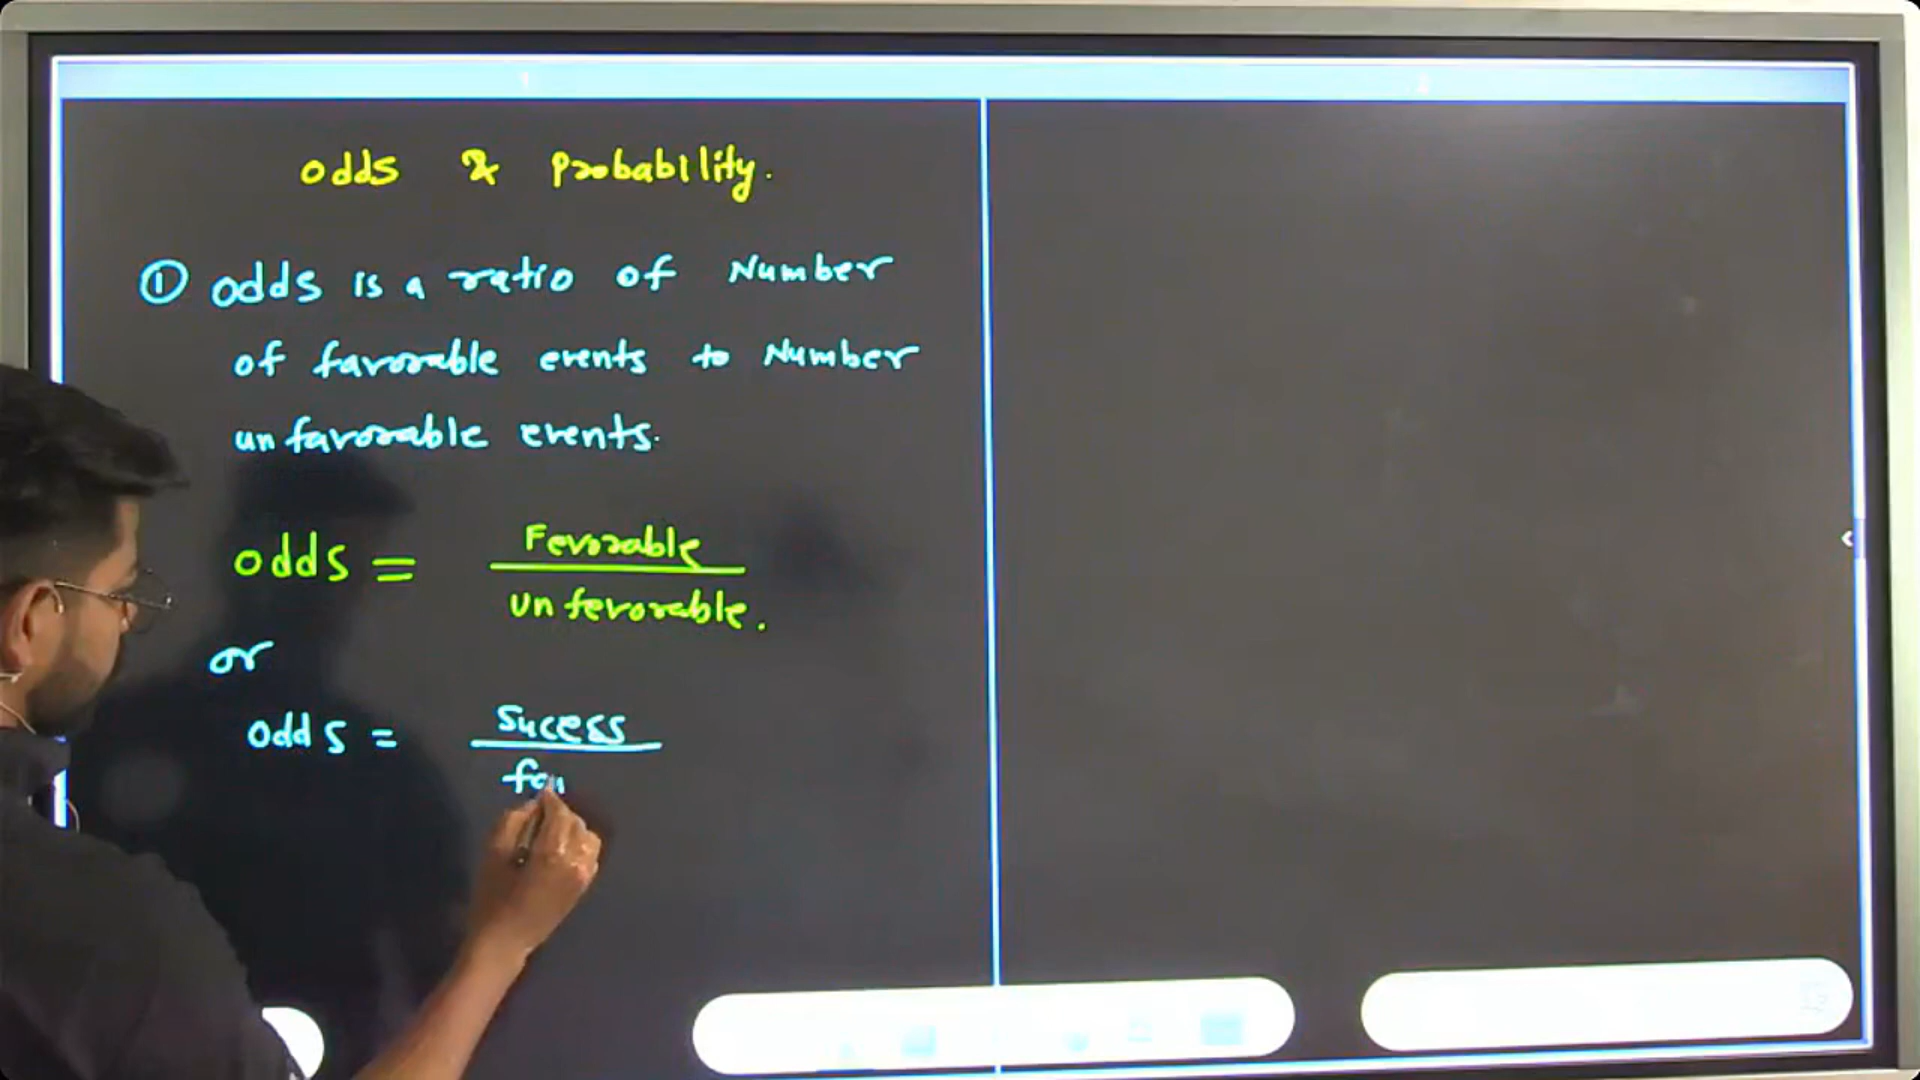 odds & Probability.
① odds is a ratio of Number
of favorable events to Number
unfavorable events.
odds = Fevorable
unfevorable.
or
odds = Sucess
fai